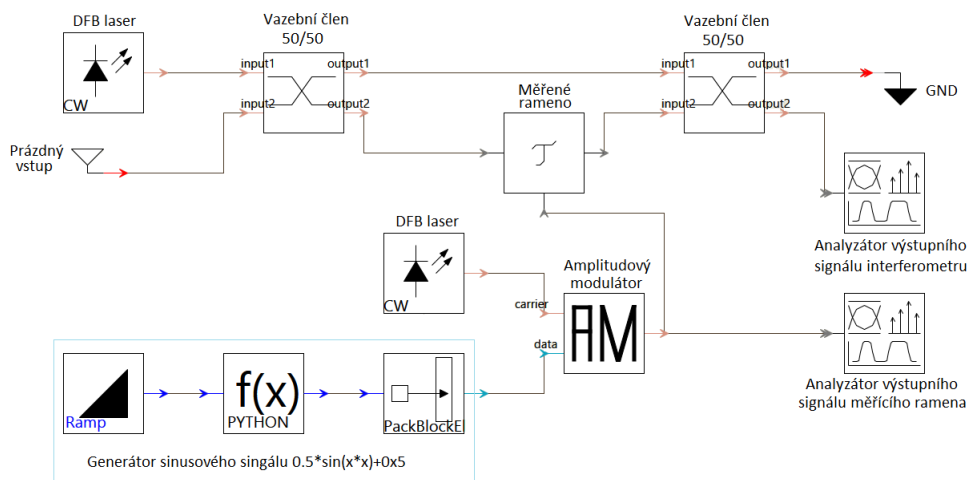 DFB laser
CW
Vazební člen
50/50
input1
output1
input2
output2
Vazební člen
50/50
input1
output1
input2
output2
GND
Měřené
rameno
Prázdný
vstup
Analyzátor výstupního
signálu interferometru
DFB laser
CW
Amplitudový
modulátor
carrier
data
AM
Analyzátor výstupního
signálu měřícího ramena
Ramp
f(x)
PYTHON
PackBlockEl
Generátor sinusového singálu 0.5*sin(x*x)+0x5